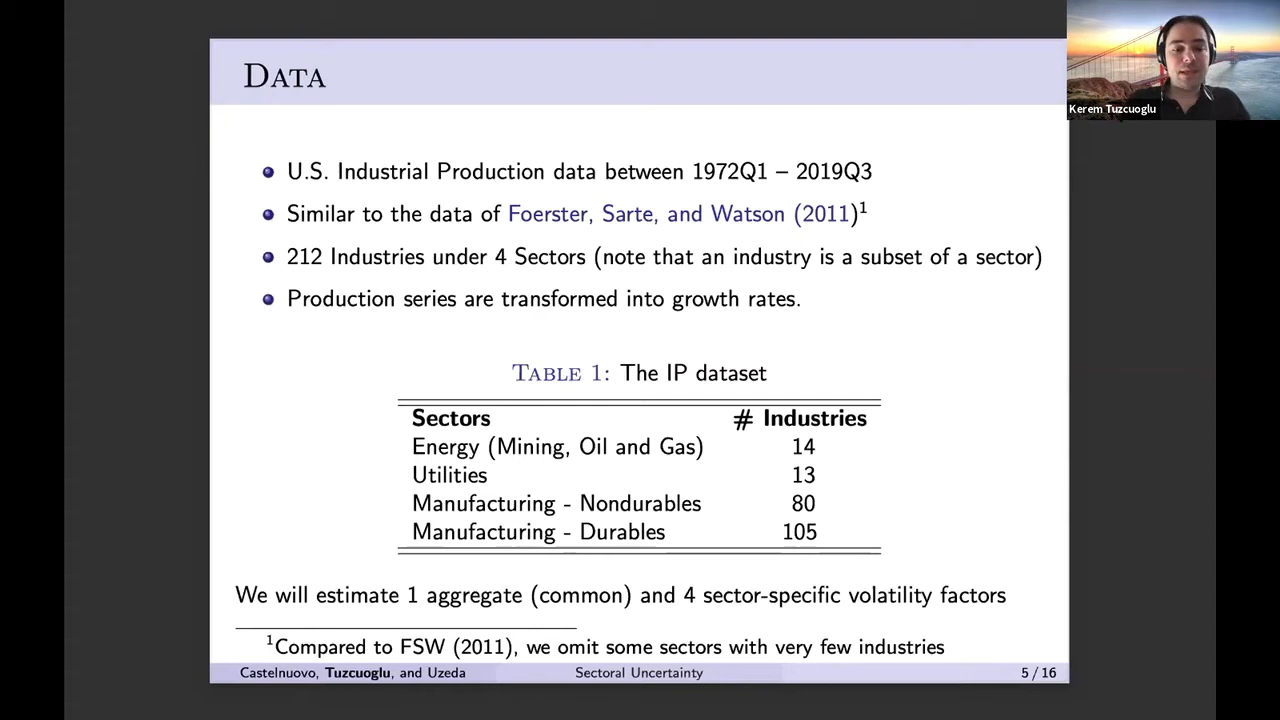 DATA
Kerem Tuzcuoglu
U.S. Industrial Production data between 1972Q1 – 2019Q3
Similar to the data of Foerster, Sarte, and Watson (2011)¹
212 Industries under 4 Sectors (note that an industry is a subset of a sector)
Production series are transformed into growth rates.
TABLE 1: The IP dataset
Sectors # Industries
Energy (Mining, Oil and Gas) 14
Utilities 13
Manufacturing - Nondurables 80
Manufacturing - Durables 105
We will estimate 1 aggregate (common) and 4 sector-specific volatility factors
¹Compared to FSW (2011), we omit some sectors with very few industries
Castelnuovo, Tuzcuoglu, and Uzeda Sectoral Uncertainty 5 / 16